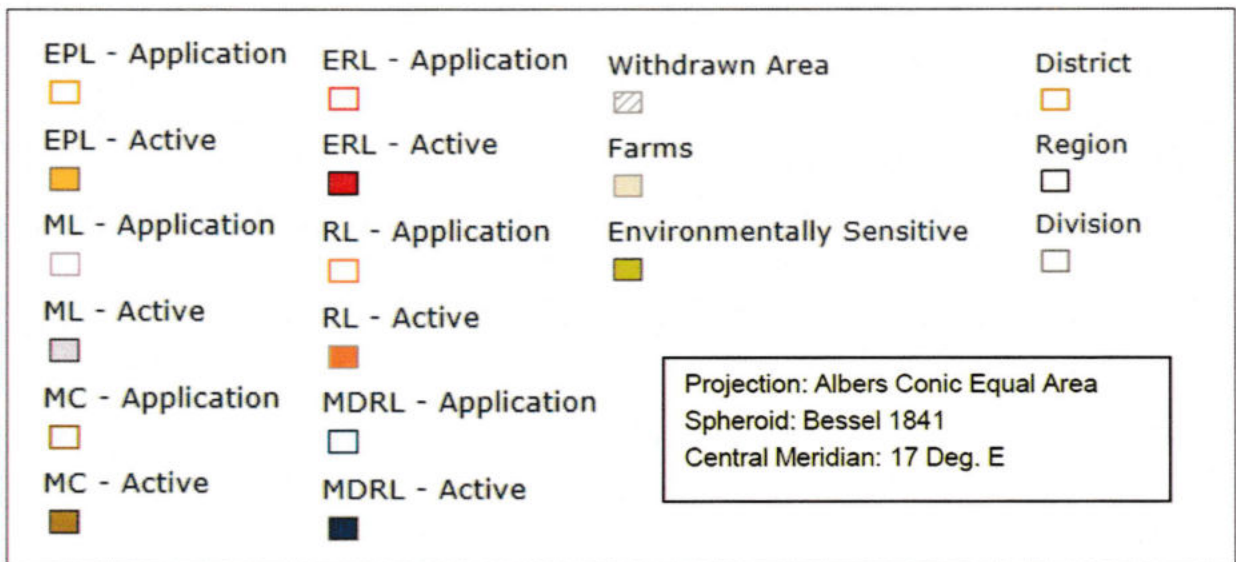 EPL - Application
EPL - Active
ML - Application
ML - Active
MC - Application
MC - Active
ERL - Application
ERL - Active
RL - Application
RL - Active
MDRL - Application
MDRL - Active
Withdrawn Area
Farms
Environmentally Sensitive
District
Region
Division
Projection: Albers Conic Equal Area
Spheroid: Bessel 1841
Central Meridian: 17 Deg. E